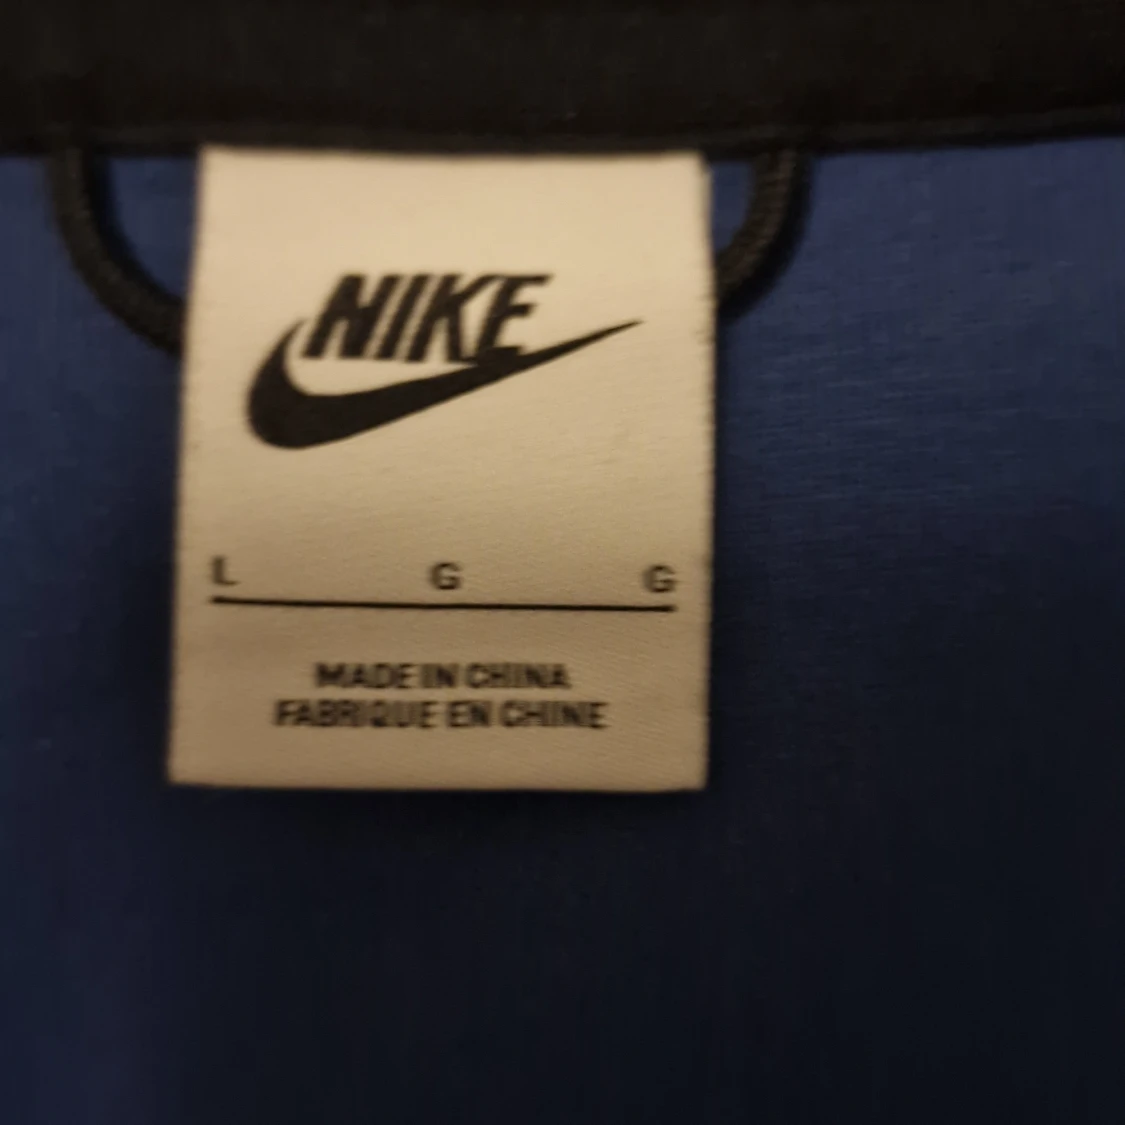 NIKE
L G G
MADE IN CHINA
FABRIQUE EN CHINE